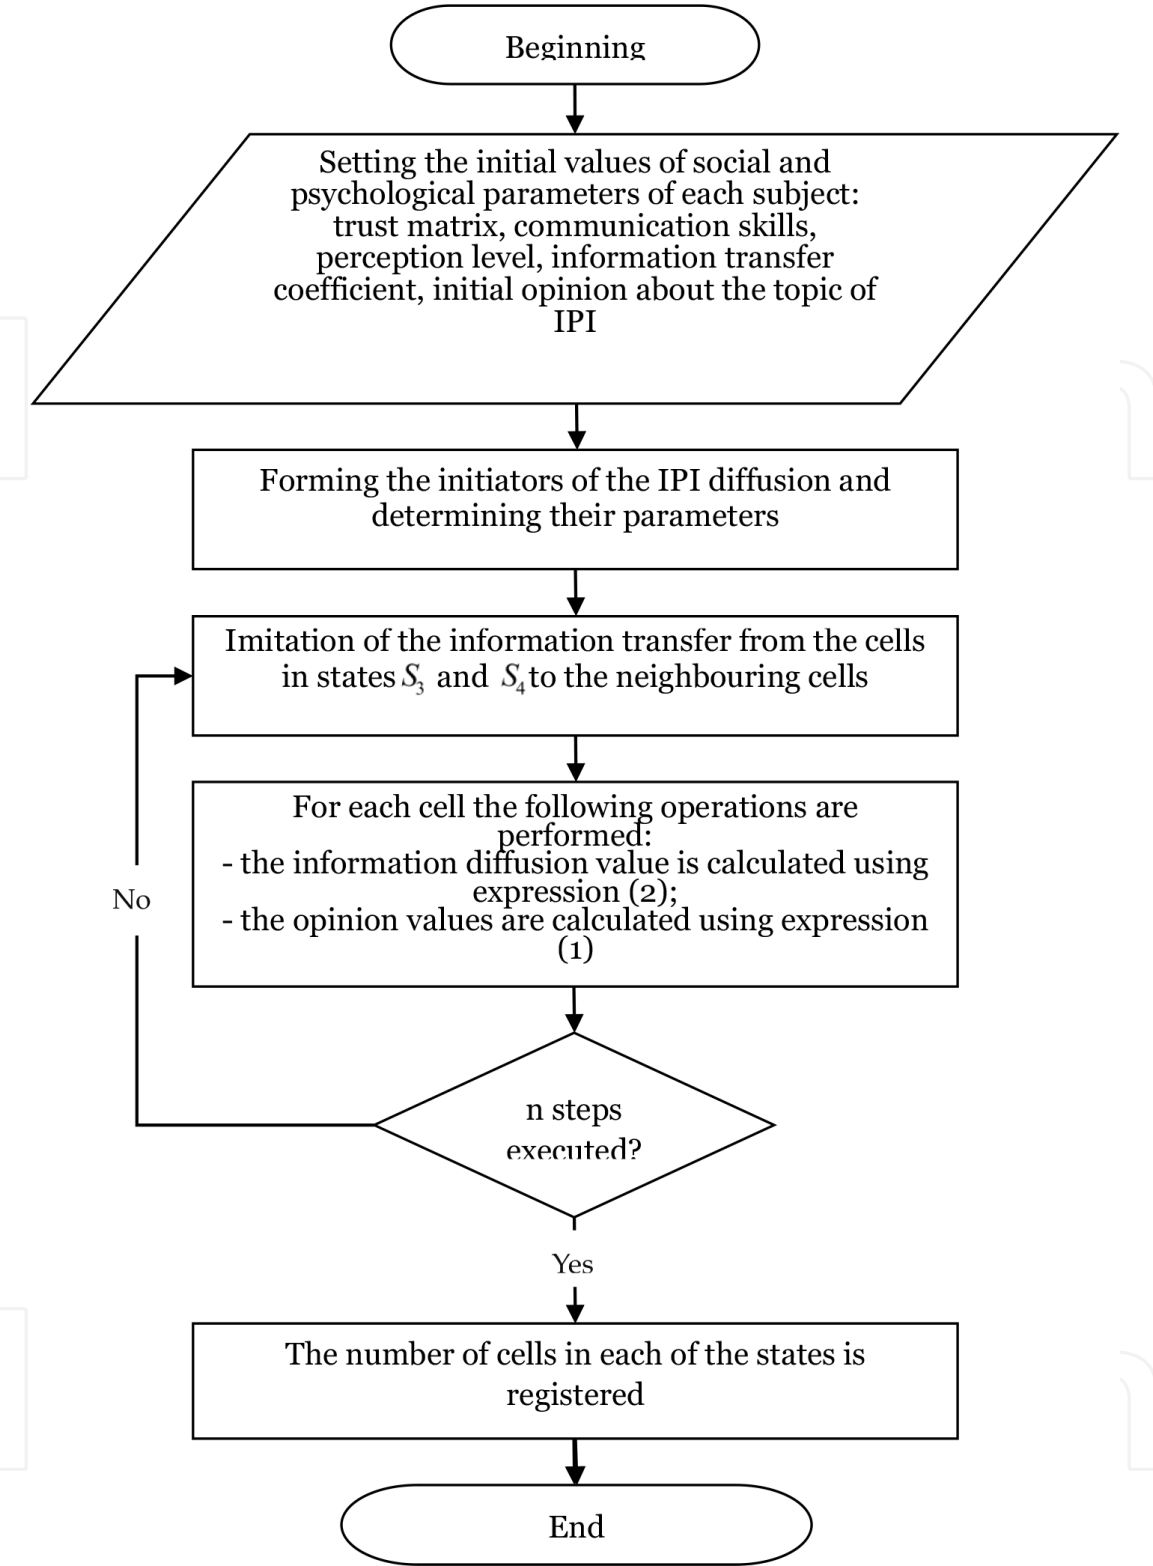 Beginning
Setting the initial values of social and
psychological parameters of each subject:
trust matrix, communication skills,
perception level, information transfer
coefficient, initial opinion about the topic of
IPI
Forming the initiators of the IPI diffusion and
determining their parameters
Imitation of the information transfer from the cells
in states S₃ and S₄ to the neighbouring cells
For each cell the following operations are
performed:
- the information diffusion value is calculated using
expression (2);
- the opinion values are calculated using expression
(1)
No
n steps
executed?
Yes
The number of cells in each of the states is
registered
End